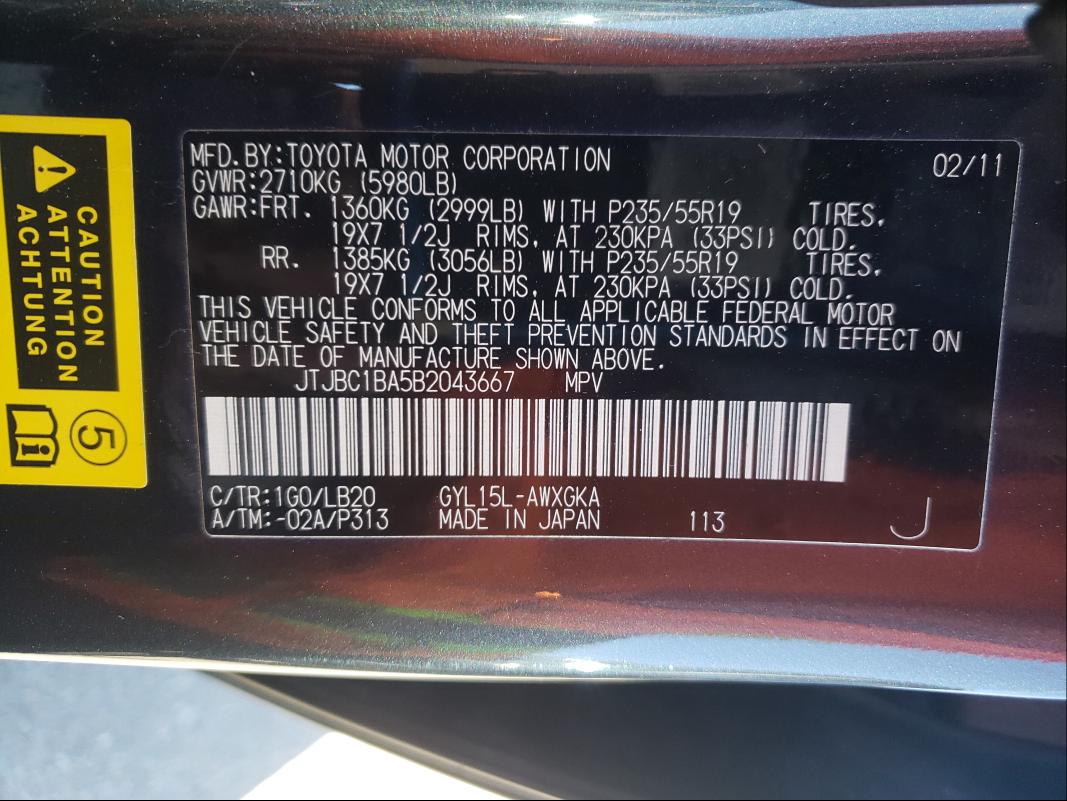 CAUTION
ATTENTION
ACHTUNG
5
i
MFD.BY:TOYOTA MOTOR CORPORATION 02/11
GVWR:2710KG (5980LB)
GAWR:FRT. 1360KG (2999LB) WITH P235/55R19 TIRES,
19X7 1/2J RIMS, AT 230KPA (33PSI) COLD.
RR. 1385KG (3056LB) WITH P235/55R19 TIRES,
19X7 1/2J RIMS, AT 230KPA (33PSI) COLD.
THIS VEHICLE CONFORMS TO ALL APPLICABLE FEDERAL MOTOR
VEHICLE SAFETY AND THEFT PREVENTION STANDARDS IN EFFECT ON
THE DATE OF MANUFACTURE SHOWN ABOVE.
JTJBC1BA5B2043667 MPV
C/TR:1G0/LB20 GYL15L-AWXGKA
A/TM:-02A/P313 MADE IN JAPAN 113 J